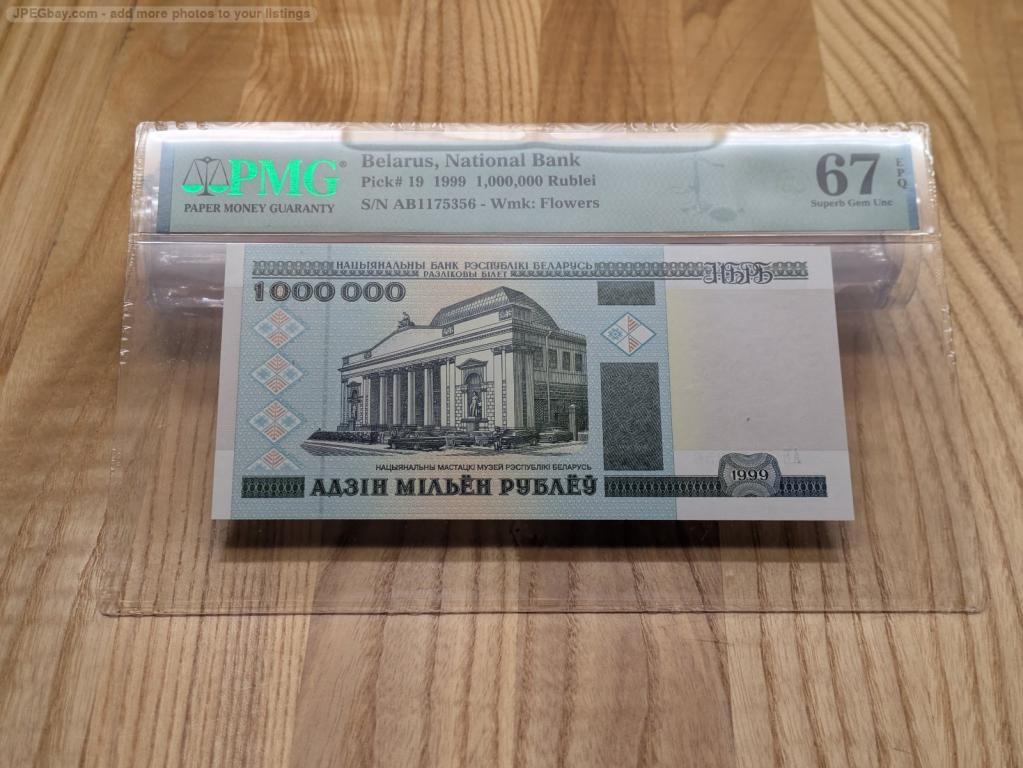 JPEGbay.com - add more photos to your listings
PMG®
PAPER MONEY GUARANTY
Belarus, National Bank
Pick# 19 1999 1,000,000 Rublei
S/N AB1175356 - Wmk: Flowers
67 EPQ
Superb Gem Unc
НАЦЫЯНАЛЬНЫ БАНК РЭСПУБЛІКІ БЕЛАРУСЬ
РАЗЛІКОВЫ БІЛЕТ
НБРБ
1 000 000
НАЦЫЯНАЛЬНЫ МАСТАЦКІ МУЗЕЙ РЭСПУБЛІКІ БЕЛАРУСЬ
АДЗІН МІЛЬЁН РУБЛЁЎ
1999